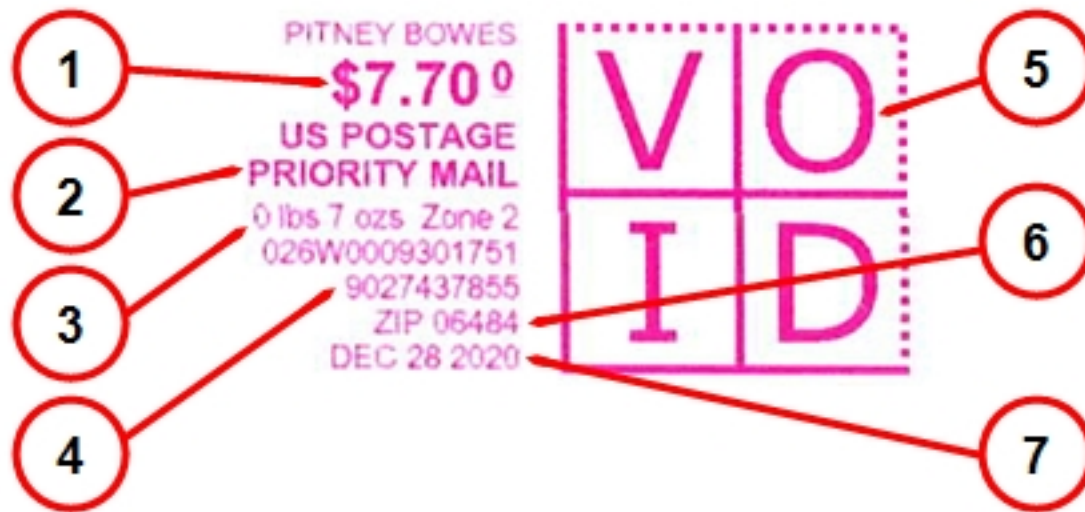 PITNEY BOWES
$7.70 0
US POSTAGE
PRIORITY MAIL
0 lbs 7 ozs Zone 2
026W0009301751
9027437855
ZIP 06484
DEC 28 2020
V O
I D
1
2
3
4
5
6
7